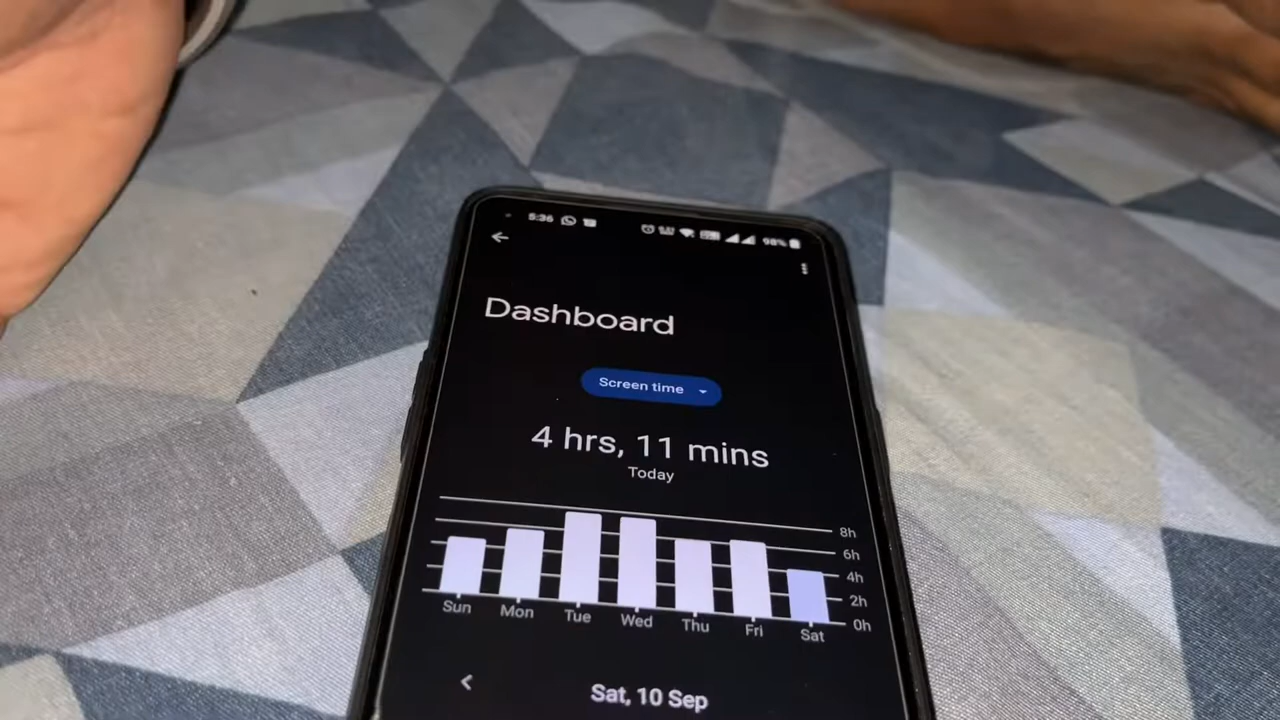 5:36 98%
Dashboard
Screen time
4 hrs, 11 mins
Today
8h
6h
4h
2h
0h
Sun Mon Tue Wed Thu Fri Sat
Sat, 10 Sep